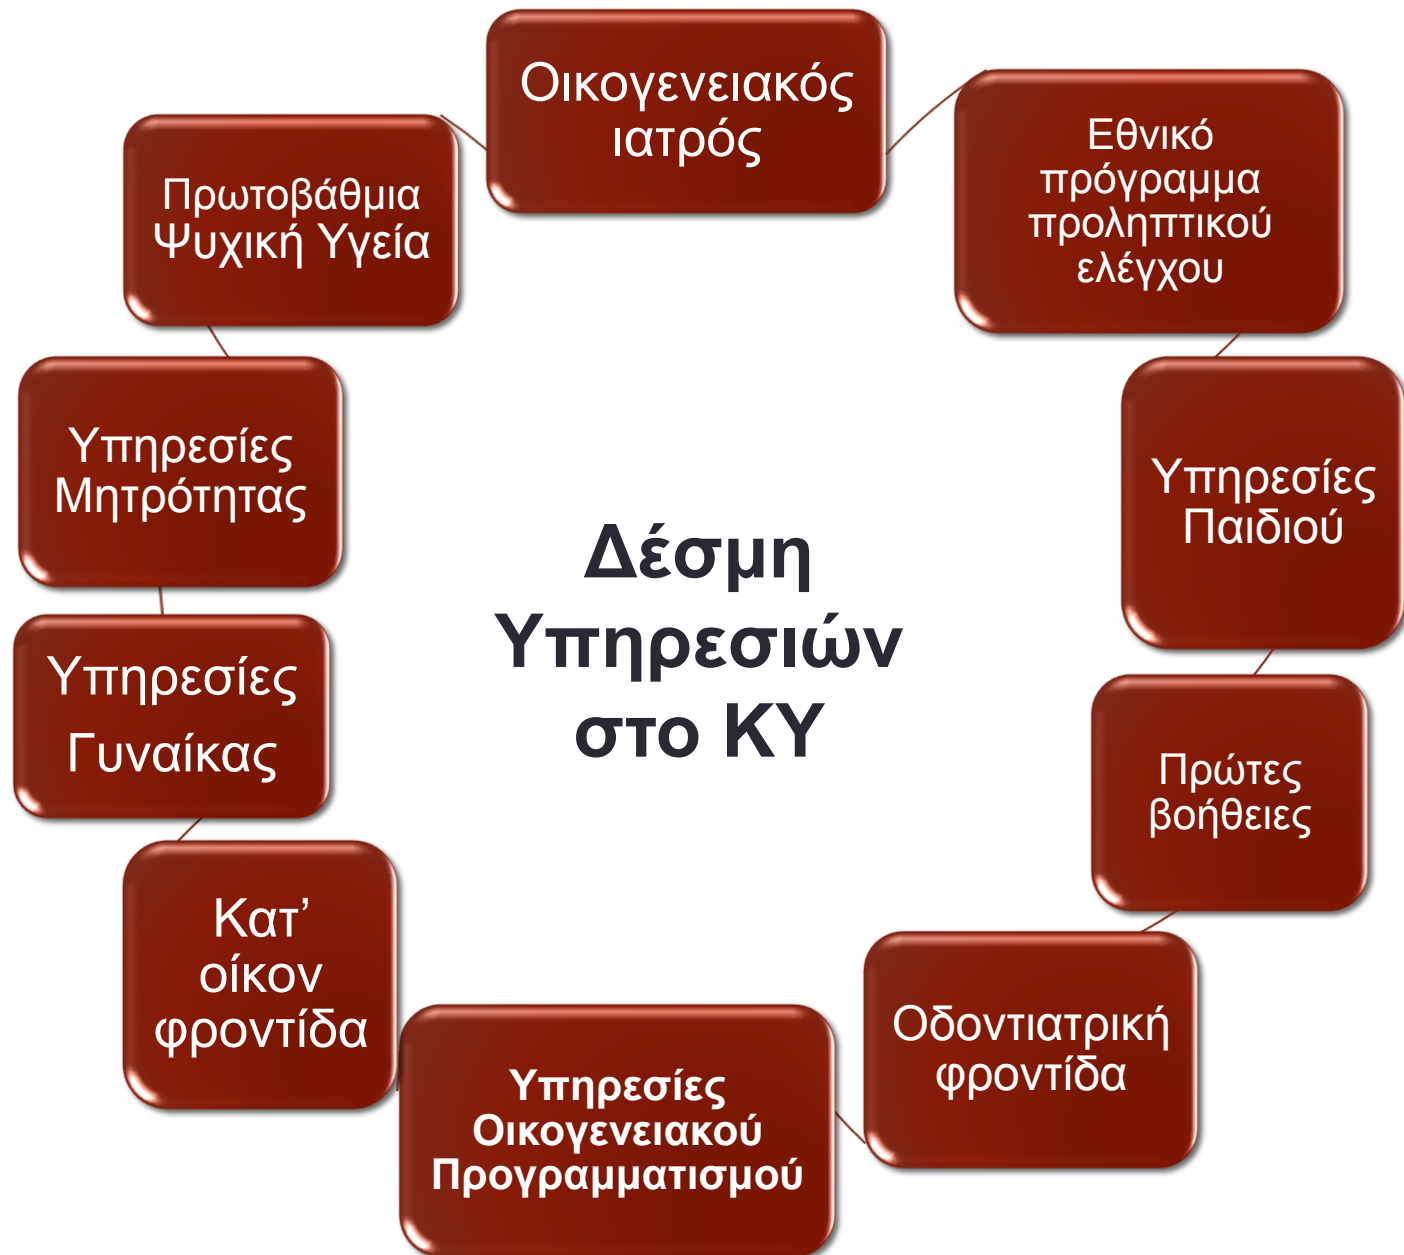 Οικογενειακός
ιατρός
Εθνικό
πρόγραμμα
προληπτικού
ελέγχου
Υπηρεσίες
Παιδιού
Πρώτες
βοήθειες
Οδοντιατρική
φροντίδα
Υπηρεσίες
Οικογενειακού
Προγραμματισμού
Κατ’
οίκον
φροντίδα
Υπηρεσίες
Γυναίκας
Υπηρεσίες
Μητρότητας
Πρωτοβάθμια
Ψυχική Υγεία
Δέσμη
Υπηρεσιών
στο ΚΥ